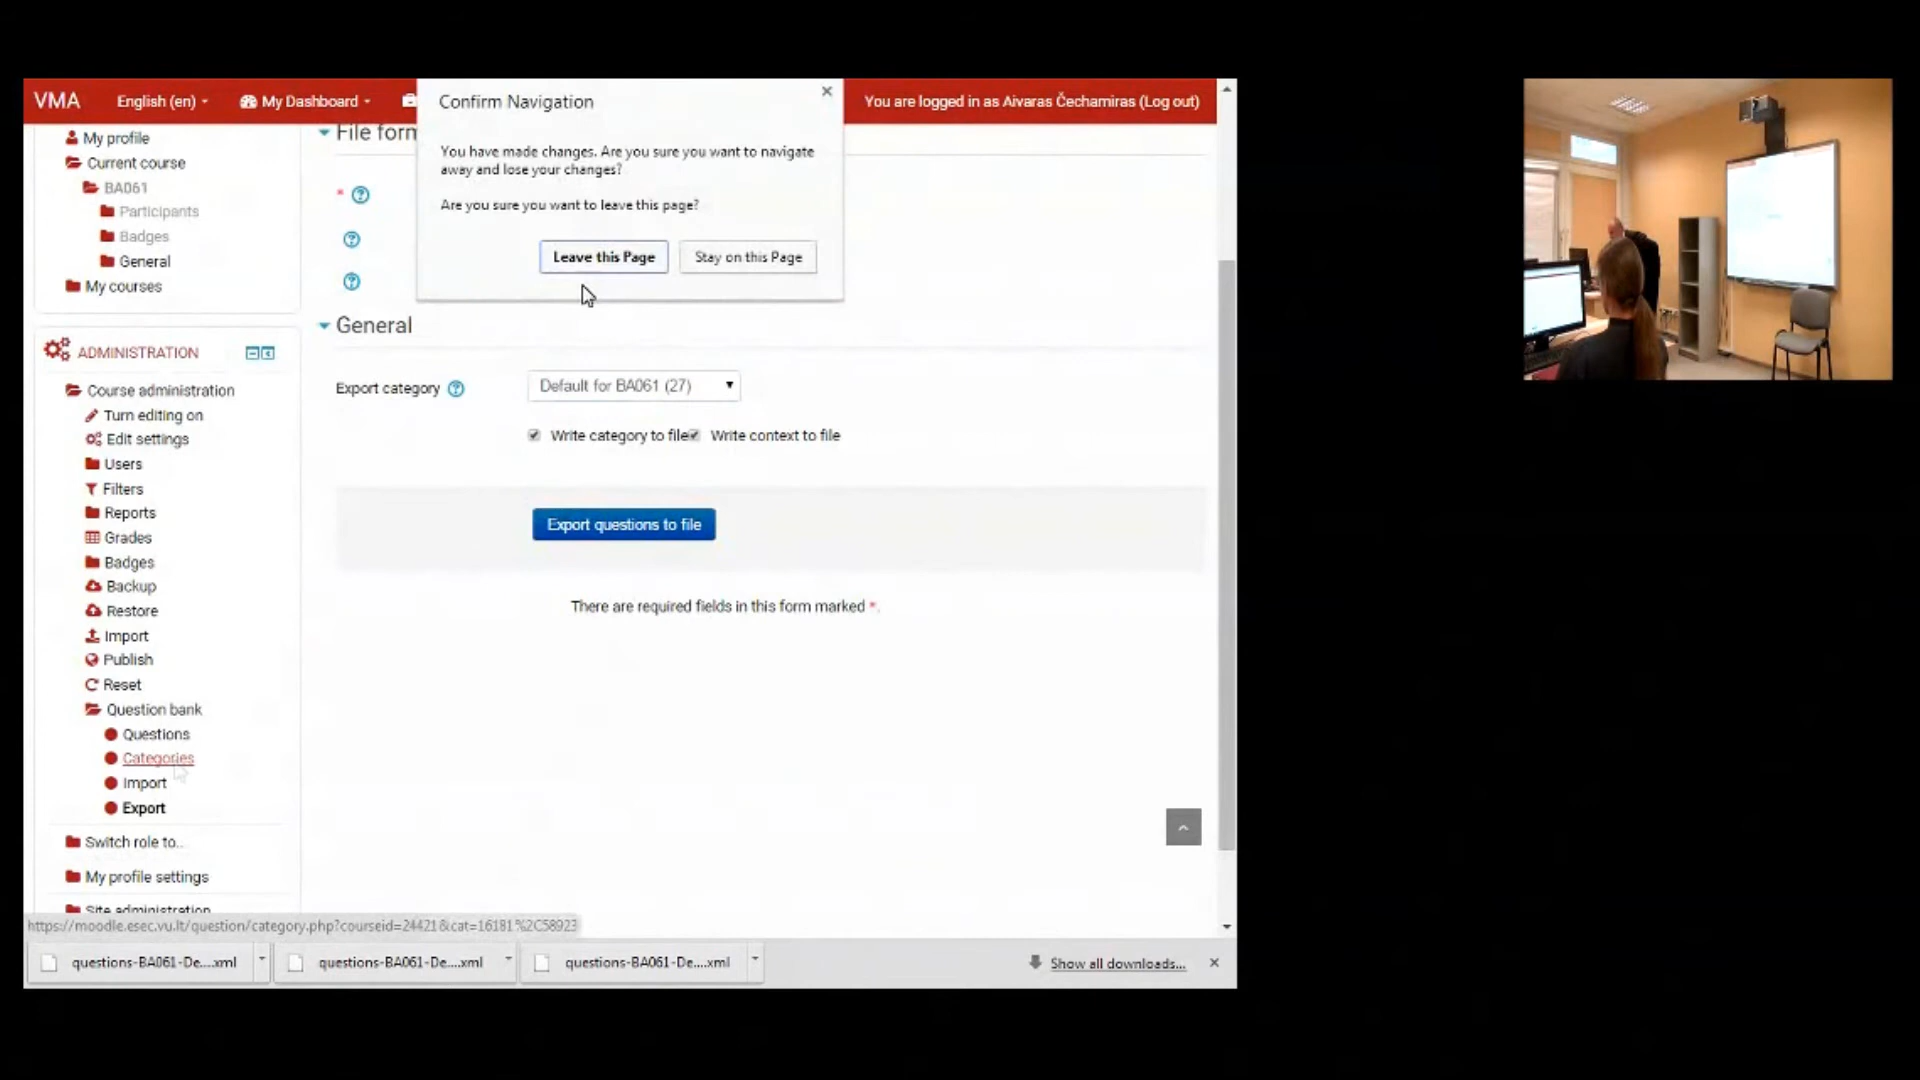 VMA
English (en)
My Dashboard
You are logged in as Aivaras Čechamiras (Log out)
Confirm Navigation
You have made changes. Are you sure you want to navigate
away and lose your changes?
Are you sure you want to leave this page?
Leave this Page
Stay on this Page
My profile
Current course
BA061
Participants
Badges
General
My courses
ADMINISTRATION
Course administration
Turn editing on
Edit settings
Users
Filters
Reports
Grades
Badges
Backup
Restore
Import
Publish
Reset
Question bank
Questions
Categories
Import
Export
Switch role to...
My profile settings
Site administration
File form
*
General
Export category
Default for BA061 (27)
Write category to file
Write context to file
Export questions to file
There are required fields in this form marked *.
https://moodle.esec.vu.lt/question/category.php?courseid=24421&cat=16181%2C58923
questions-BA061-De....xml
questions-BA061-De....xml
questions-BA061-De....xml
Show all downloads...